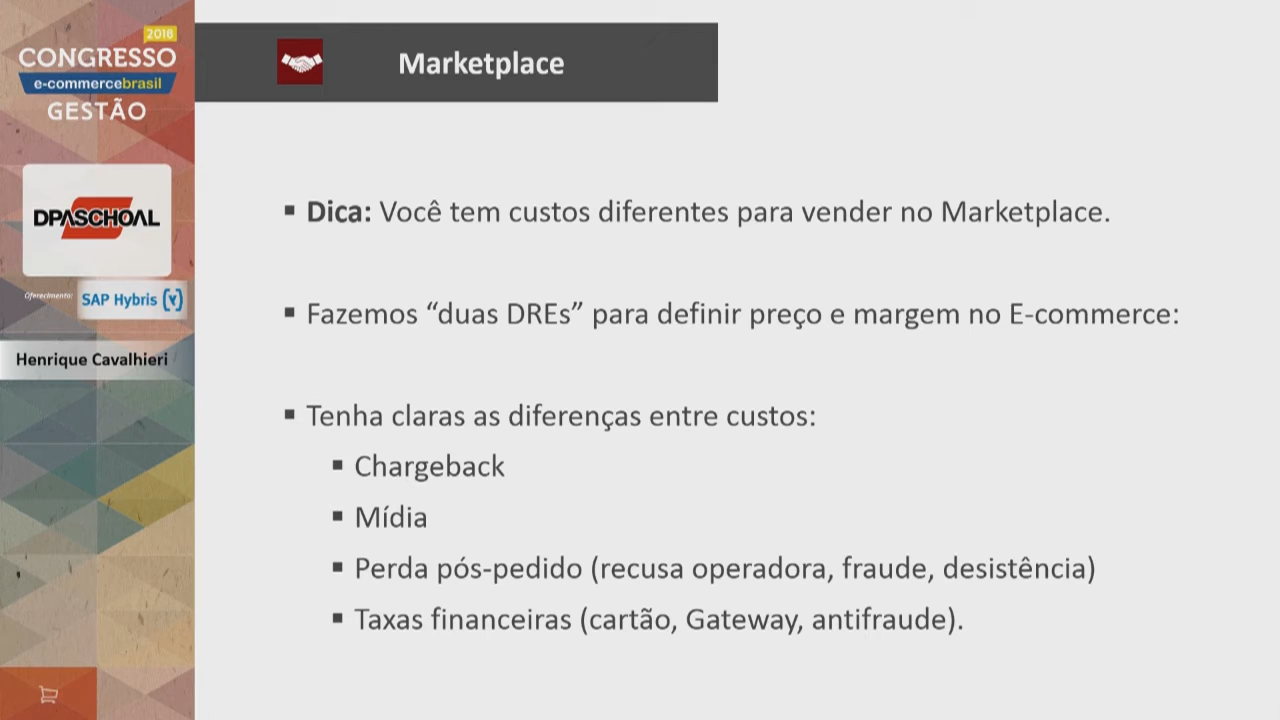 2016
CONGRESSO
e-commercebrasil
GESTÃO
DPASCHOAL
Oferecimento:
SAP Hybris (Y)
Henrique Cavalhieri
Marketplace
▪ Dica: Você tem custos diferentes para vender no Marketplace.
▪ Fazemos “duas DREs” para definir preço e margem no E-commerce:
▪ Tenha claras as diferenças entre custos:
▪ Chargeback
▪ Mídia
▪ Perda pós-pedido (recusa operadora, fraude, desistência)
▪ Taxas financeiras (cartão, Gateway, antifraude).